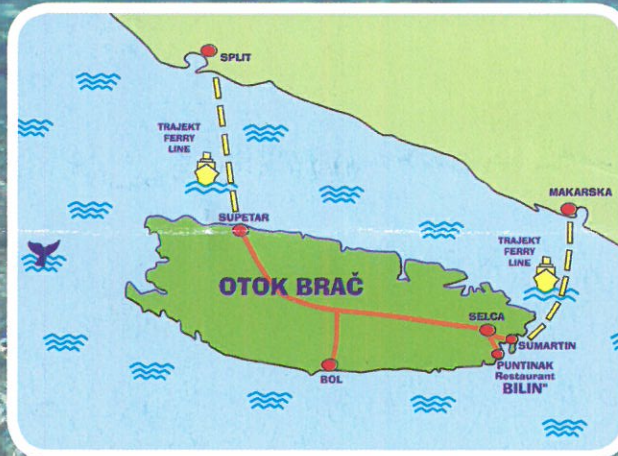 SPLIT
TRAJEKT
FERRY
LINE
MAKARSKA
SUPETAR
TRAJEKT
FERRY
LINE
OTOK BRAČ
SELCA
SUMARTIN
PUNTINAK
Restaurant
BILIN"
BOL